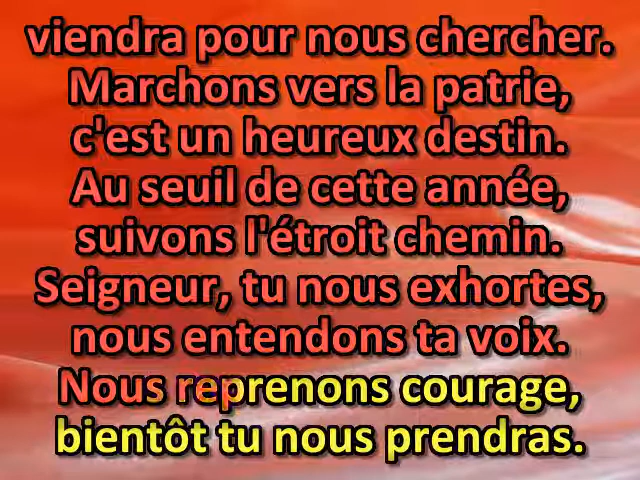 viendra pour nous chercher.
Marchons vers la patrie,
c'est un heureux destin.
Au seuil de cette année,
suivons l'étroit chemin.
Seigneur, tu nous exhortes,
nous entendons ta voix.
Nous reprenons courage,
bientôt tu nous prendras.